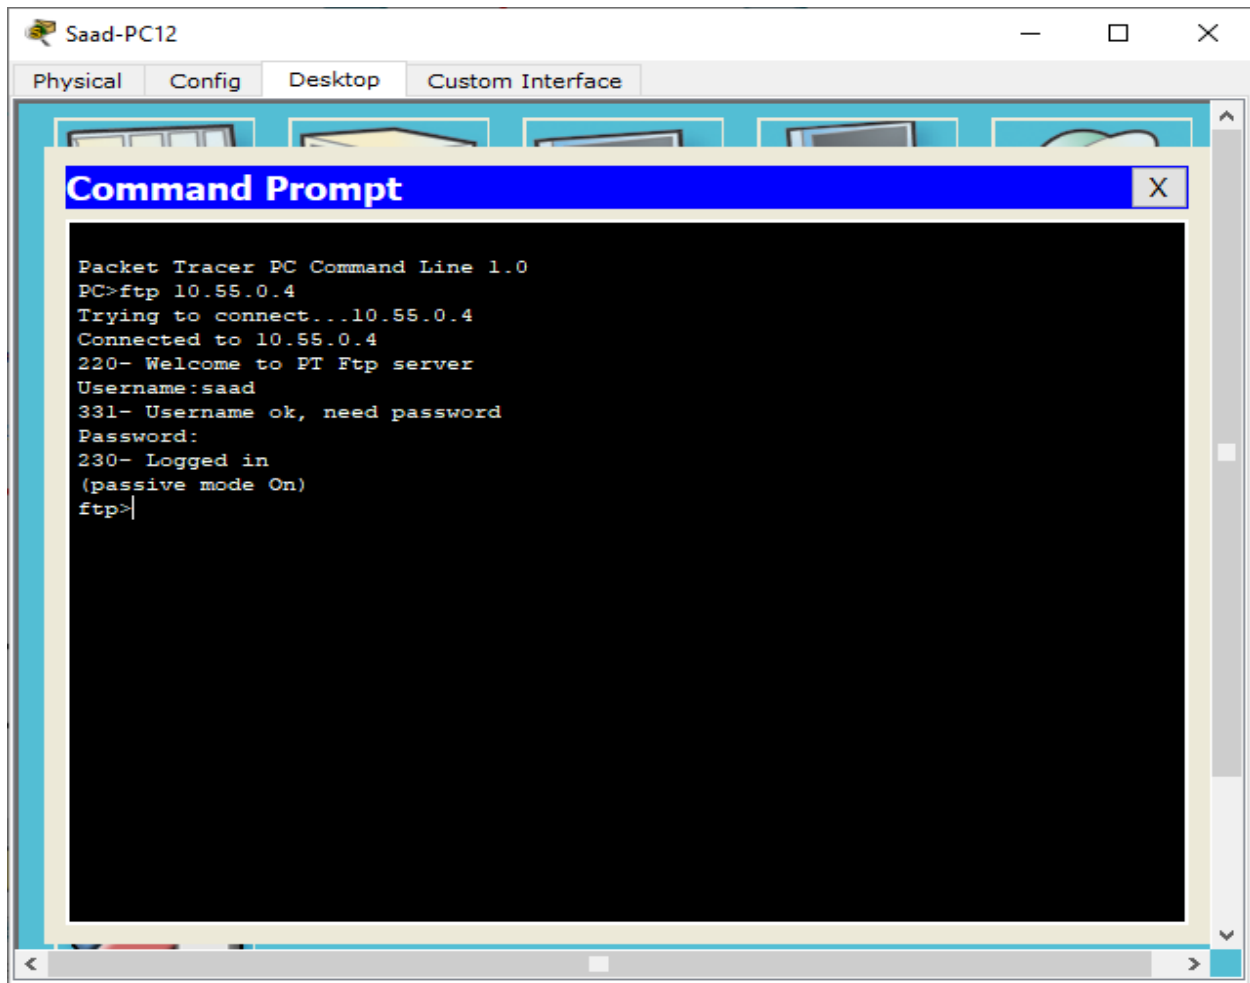 Saad-PC12
Physical Config Desktop Custom Interface
Command Prompt
X
Packet Tracer PC Command Line 1.0
PC>ftp 10.55.0.4
Trying to connect...10.55.0.4
Connected to 10.55.0.4
220- Welcome to PT Ftp server
Username:saad
331- Username ok, need password
Password:
230- Logged in
(passive mode On)
ftp>